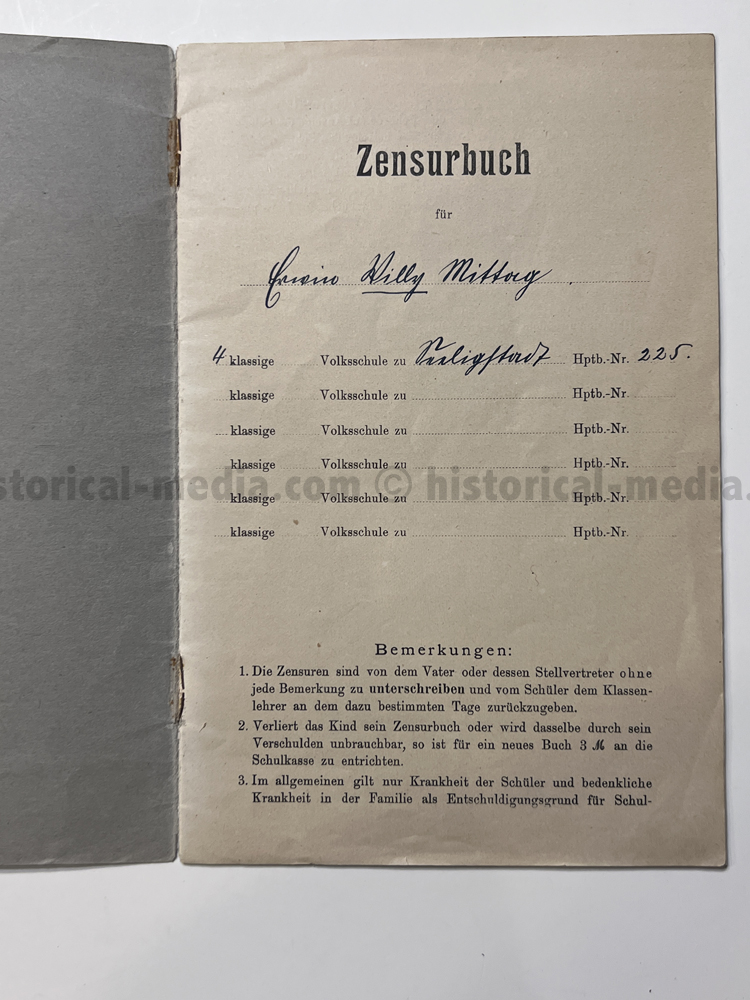 Zensurbuch
für
Erwin Willy Mittag
4 klassige Volksschule zu Seeligstadt Hptb.-Nr. 225.
klassige Volksschule zu Hptb.-Nr.
klassige Volksschule zu Hptb.-Nr.
klassige Volksschule zu Hptb.-Nr.
storical-media.com © historical-media.
klassige Volksschule zu Hptb.-Nr.
klassige Volksschule zu Hptb.-Nr.
Bemerkungen:
1. Die Zensuren sind von dem Vater oder dessen Stellvertreter ohne
jede Bemerkung zu unterschreiben und vom Schüler dem Klassen-
lehrer an dem dazu bestimmten Tage zurückzugeben.
2. Verliert das Kind sein Zensurbuch oder wird dasselbe durch sein
Verschulden unbrauchbar, so ist für ein neues Buch 3 ℳ an die
Schulkasse zu entrichten.
3. Im allgemeinen gilt nur Krankheit der Schüler und bedenkliche
Krankheit in der Familie als Entschuldigungsgrund für Schul-